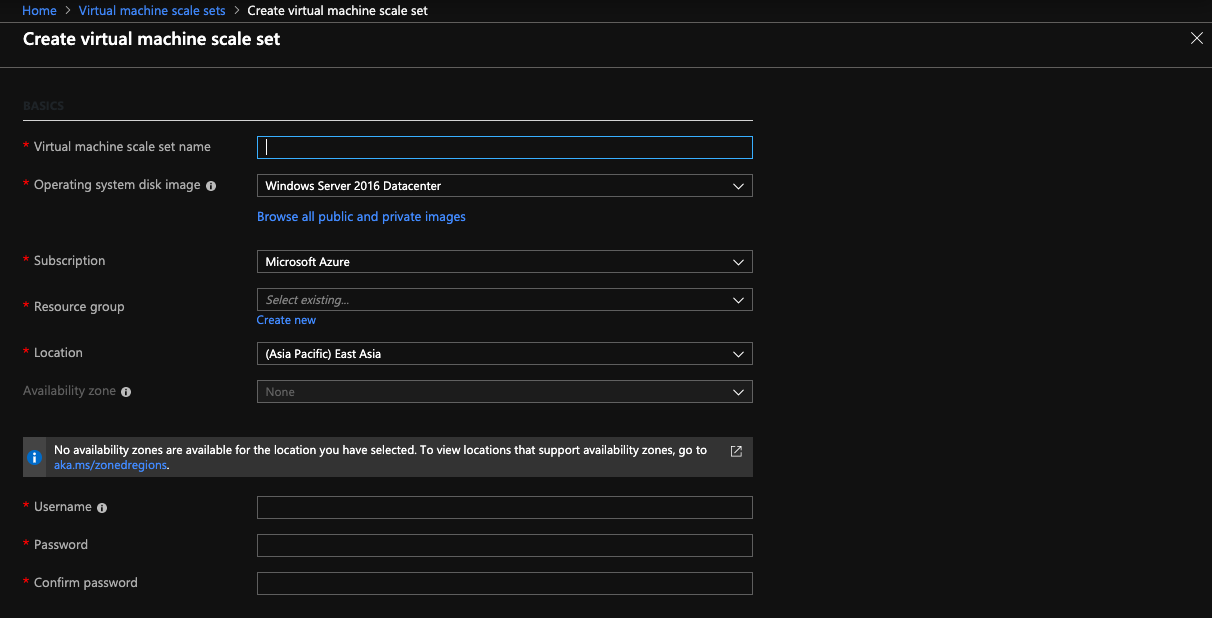 Home > Virtual machine scale sets > Create virtual machine scale set
Create virtual machine scale set
BASICS
* Virtual machine scale set name
* Operating system disk image Windows Server 2016 Datacenter
Browse all public and private images
* Subscription Microsoft Azure
* Resource group Select existing...
Create new
* Location (Asia Pacific) East Asia
Availability zone None
No availability zones are available for the location you have selected. To view locations that support availability zones, go to
aka.ms/zonedregions.
* Username
* Password
* Confirm password